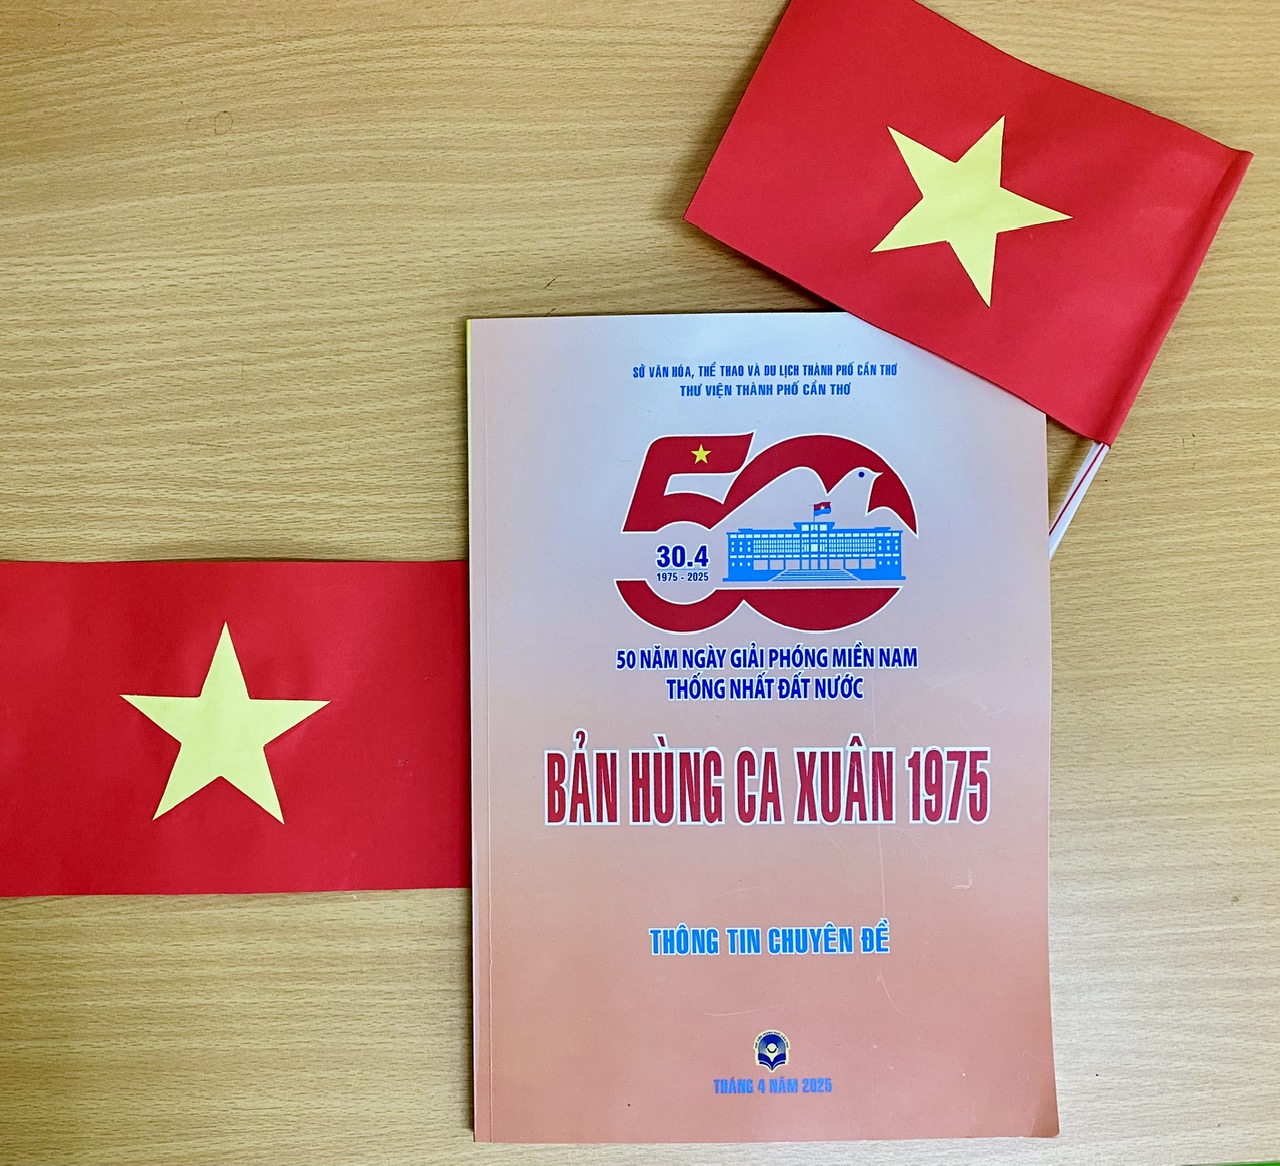 SỞ VĂN HÓA, THỂ THAO VÀ DU LỊCH THÀNH PHỐ CẦN THƠ
THƯ VIỆN THÀNH PHỐ CẦN THƠ
50
30.4
1975 - 2025
50 NĂM NGÀY GIẢI PHÓNG MIỀN NAM
THỐNG NHẤT ĐẤT NƯỚC
BẢN HÙNG CA XUÂN 1975
THÔNG TIN CHUYÊN ĐỀ
THÁNG 4 NĂM 2025